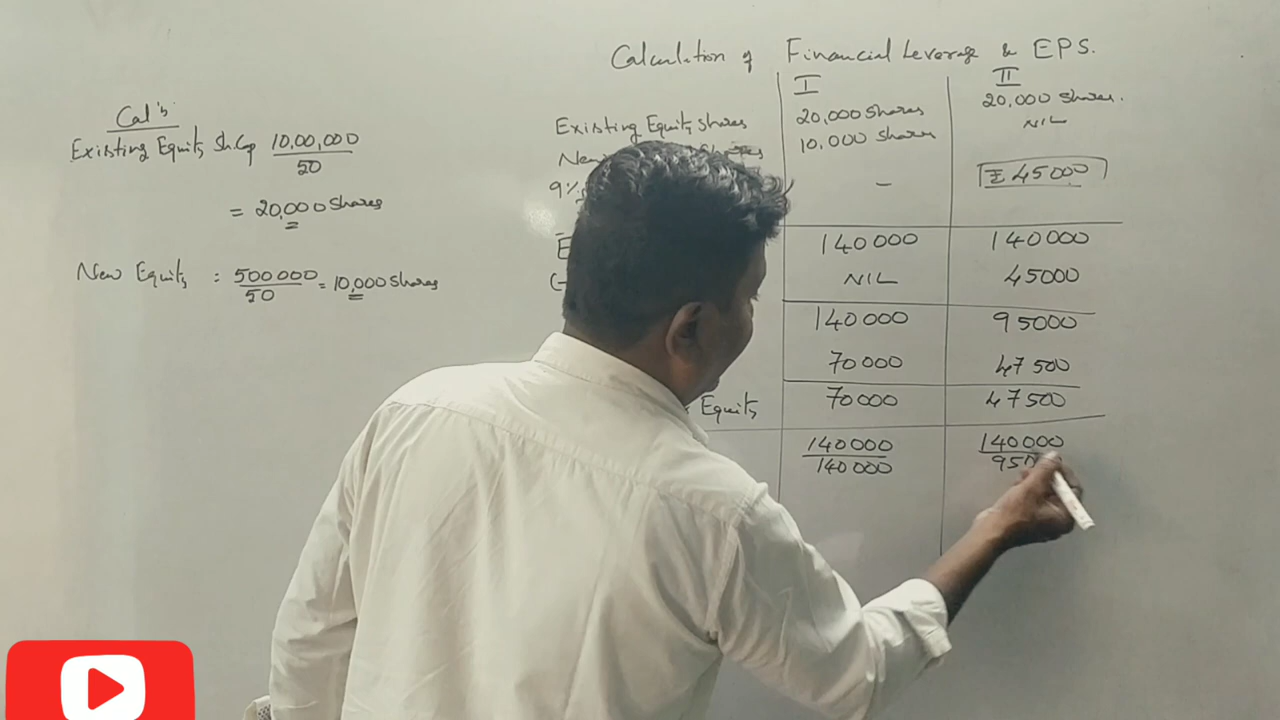 Calculation of Financial Leverage & EPS.
I II
Existing Equity shares 20,000 Shares 20,000 Shares.
New 10,000 Shares NIL
9% - ₹ 45000
140000 140000
(- NIL 45000
140000 95000
70000 47500
Equity 70000 47500
140000 140000
140000
Cal'n
Existing Equity Sh.Cap 10,00,000
50
= 20,000 Shares
New Equity : 500000 = 10,000 Shares
50